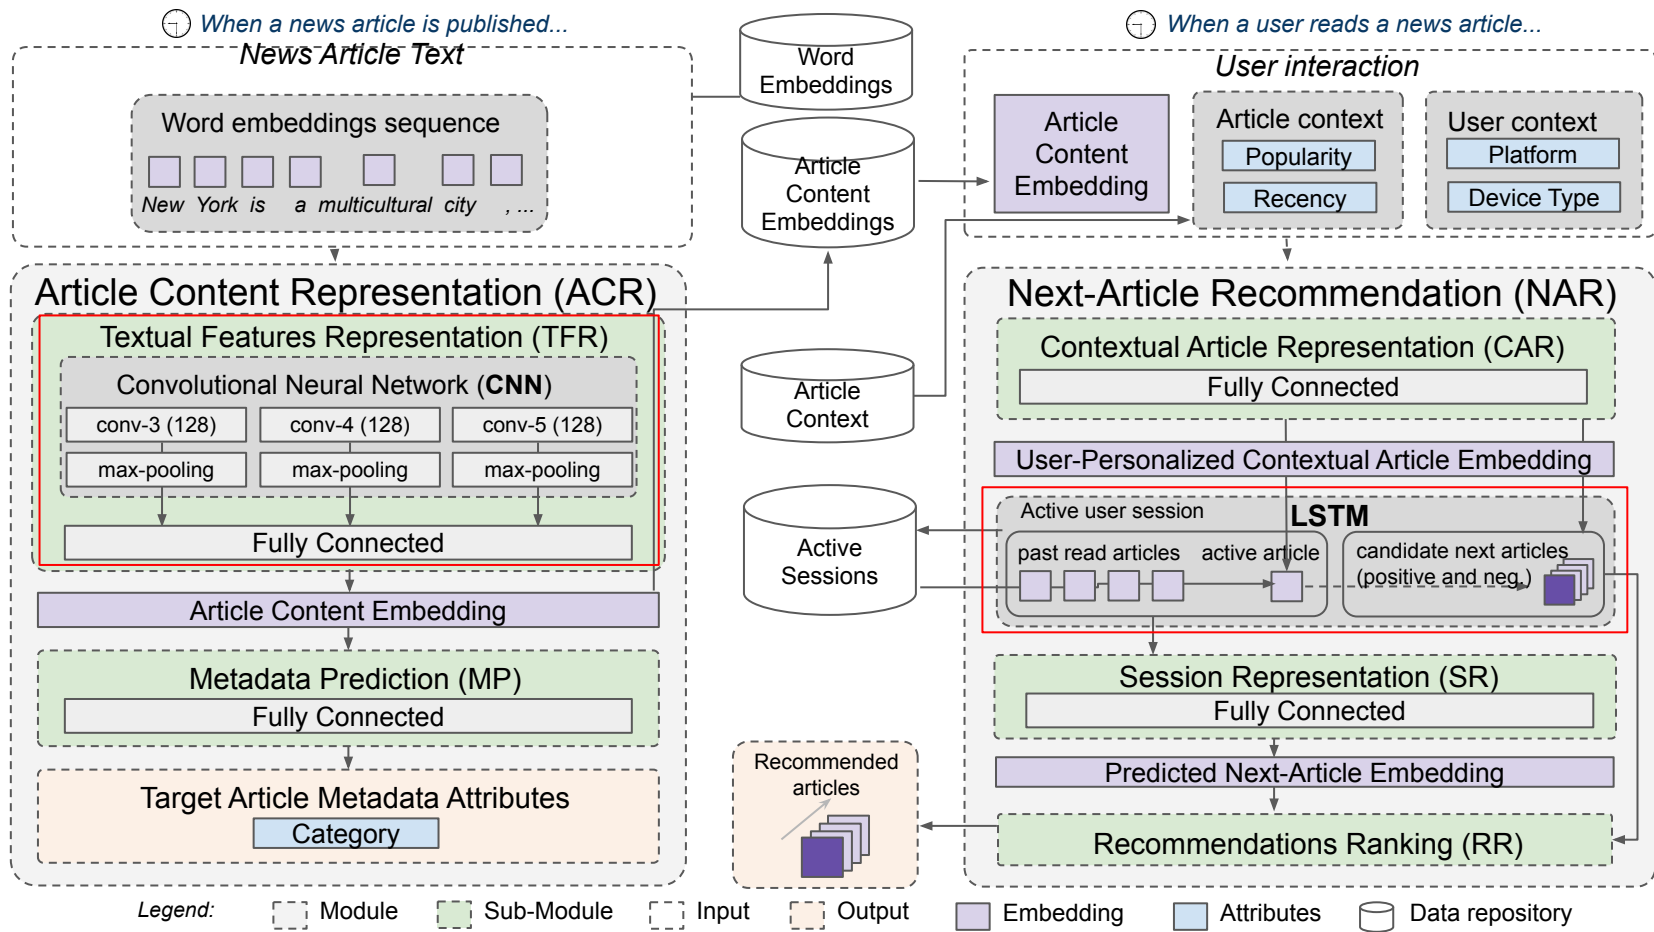 When a news article is published...
News Article Text
Word embeddings sequence
New York is a multicultural city , ...
Article Content Representation (ACR)
Textual Features Representation (TFR)
Convolutional Neural Network (CNN)
conv-3 (128) conv-4 (128) conv-5 (128)
max-pooling max-pooling max-pooling
Fully Connected
Article Content Embedding
Metadata Prediction (MP)
Fully Connected
Target Article Metadata Attributes
Category
Word
Embeddings
Article
Content
Embeddings
Article
Context
Active
Sessions
Recommended
articles
When a user reads a news article...
User interaction
Article
Content
Embedding
Article context
Popularity
Recency
User context
Platform
Device Type
Next-Article Recommendation (NAR)
Contextual Article Representation (CAR)
Fully Connected
User-Personalized Contextual Article Embedding
Active user session
LSTM
past read articles active article
candidate next articles
(positive and neg.)
Session Representation (SR)
Fully Connected
Predicted Next-Article Embedding
Recommendations Ranking (RR)
Legend: Module Sub-Module Input Output Embedding Attributes Data repository